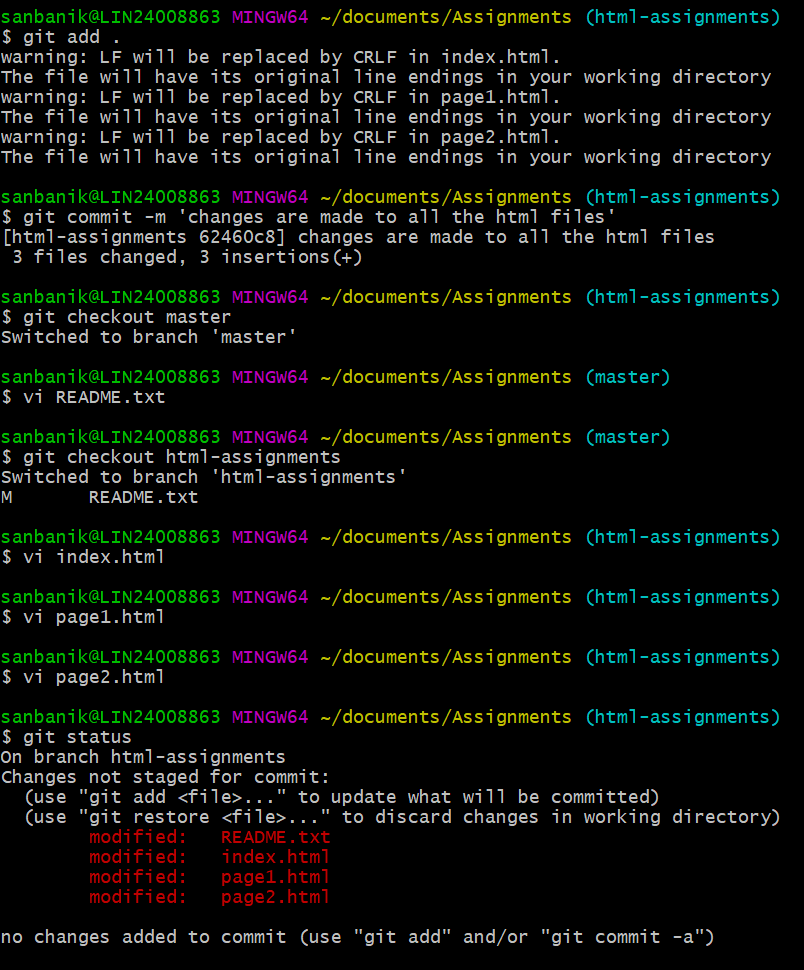 sanbanik@LIN24008863 MINGW64 ~/documents/Assignments (html-assignments)
$ git add .
warning: LF will be replaced by CRLF in index.html.
The file will have its original line endings in your working directory
warning: LF will be replaced by CRLF in page1.html.
The file will have its original line endings in your working directory
warning: LF will be replaced by CRLF in page2.html.
The file will have its original line endings in your working directory
sanbanik@LIN24008863 MINGW64 ~/documents/Assignments (html-assignments)
$ git commit -m 'changes are made to all the html files'
[html-assignments 62460c8] changes are made to all the html files
 3 files changed, 3 insertions(+)
sanbanik@LIN24008863 MINGW64 ~/documents/Assignments (html-assignments)
$ git checkout master
Switched to branch 'master'
sanbanik@LIN24008863 MINGW64 ~/documents/Assignments (master)
$ vi README.txt
sanbanik@LIN24008863 MINGW64 ~/documents/Assignments (master)
$ git checkout html-assignments
Switched to branch 'html-assignments'
M       README.txt
sanbanik@LIN24008863 MINGW64 ~/documents/Assignments (html-assignments)
$ vi index.html
sanbanik@LIN24008863 MINGW64 ~/documents/Assignments (html-assignments)
$ vi page1.html
sanbanik@LIN24008863 MINGW64 ~/documents/Assignments (html-assignments)
$ vi page2.html
sanbanik@LIN24008863 MINGW64 ~/documents/Assignments (html-assignments)
$ git status
On branch html-assignments
Changes not staged for commit:
  (use "git add <file>..." to update what will be committed)
  (use "git restore <file>..." to discard changes in working directory)
        modified:   README.txt
        modified:   index.html
        modified:   page1.html
        modified:   page2.html
no changes added to commit (use "git add" and/or "git commit -a")